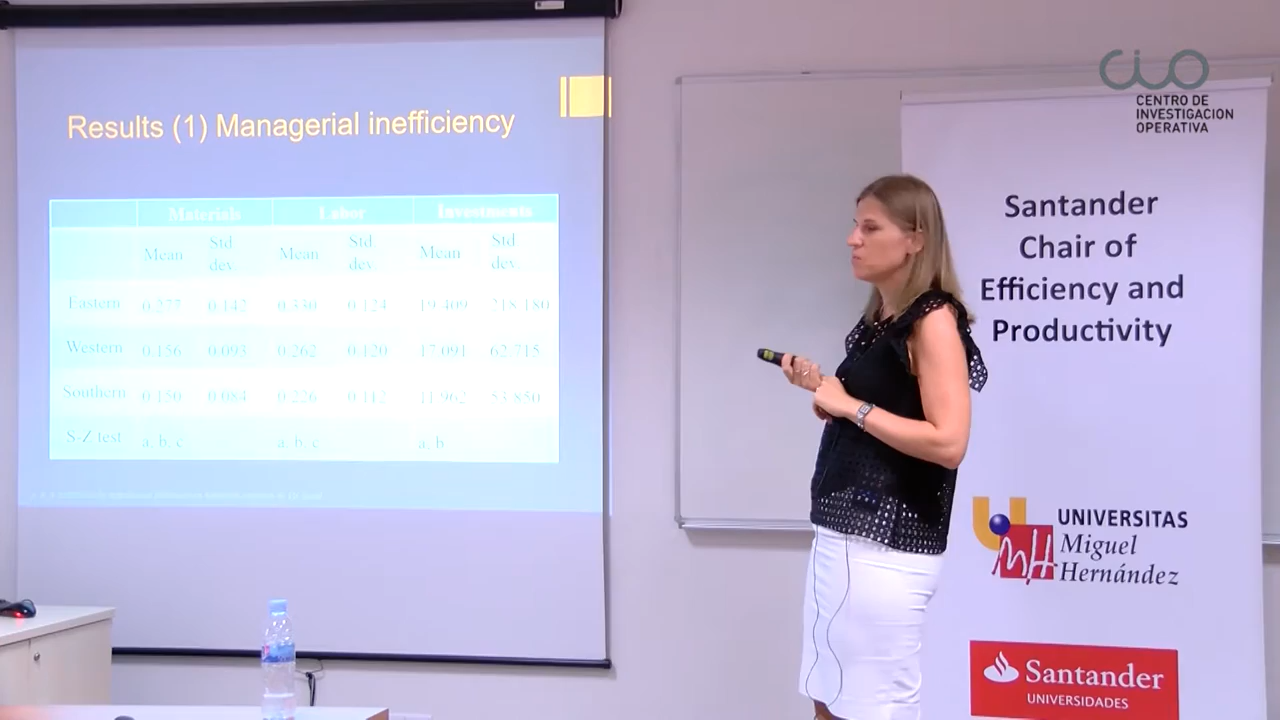 Results (1) Managerial inefficiency
Materials Labor Investments
Mean Std. dev. Mean Std. dev. Mean Std. dev.
Eastern 0.277 0.142 0.330 0.124 19.409 218.180
Western 0.156 0.093 0.262 0.120 17.091 62.715
Southern 0.150 0.084 0.226 0.112 11.962 53.850
S-Z test a, b, c a, b, c a, b
CIO
CENTRO DE
INVESTIGACION
OPERATIVA
Santander
Chair of
Efficiency and
Productivity
UNIVERSITAS
Miguel
Hernández
Santander
UNIVERSIDADES